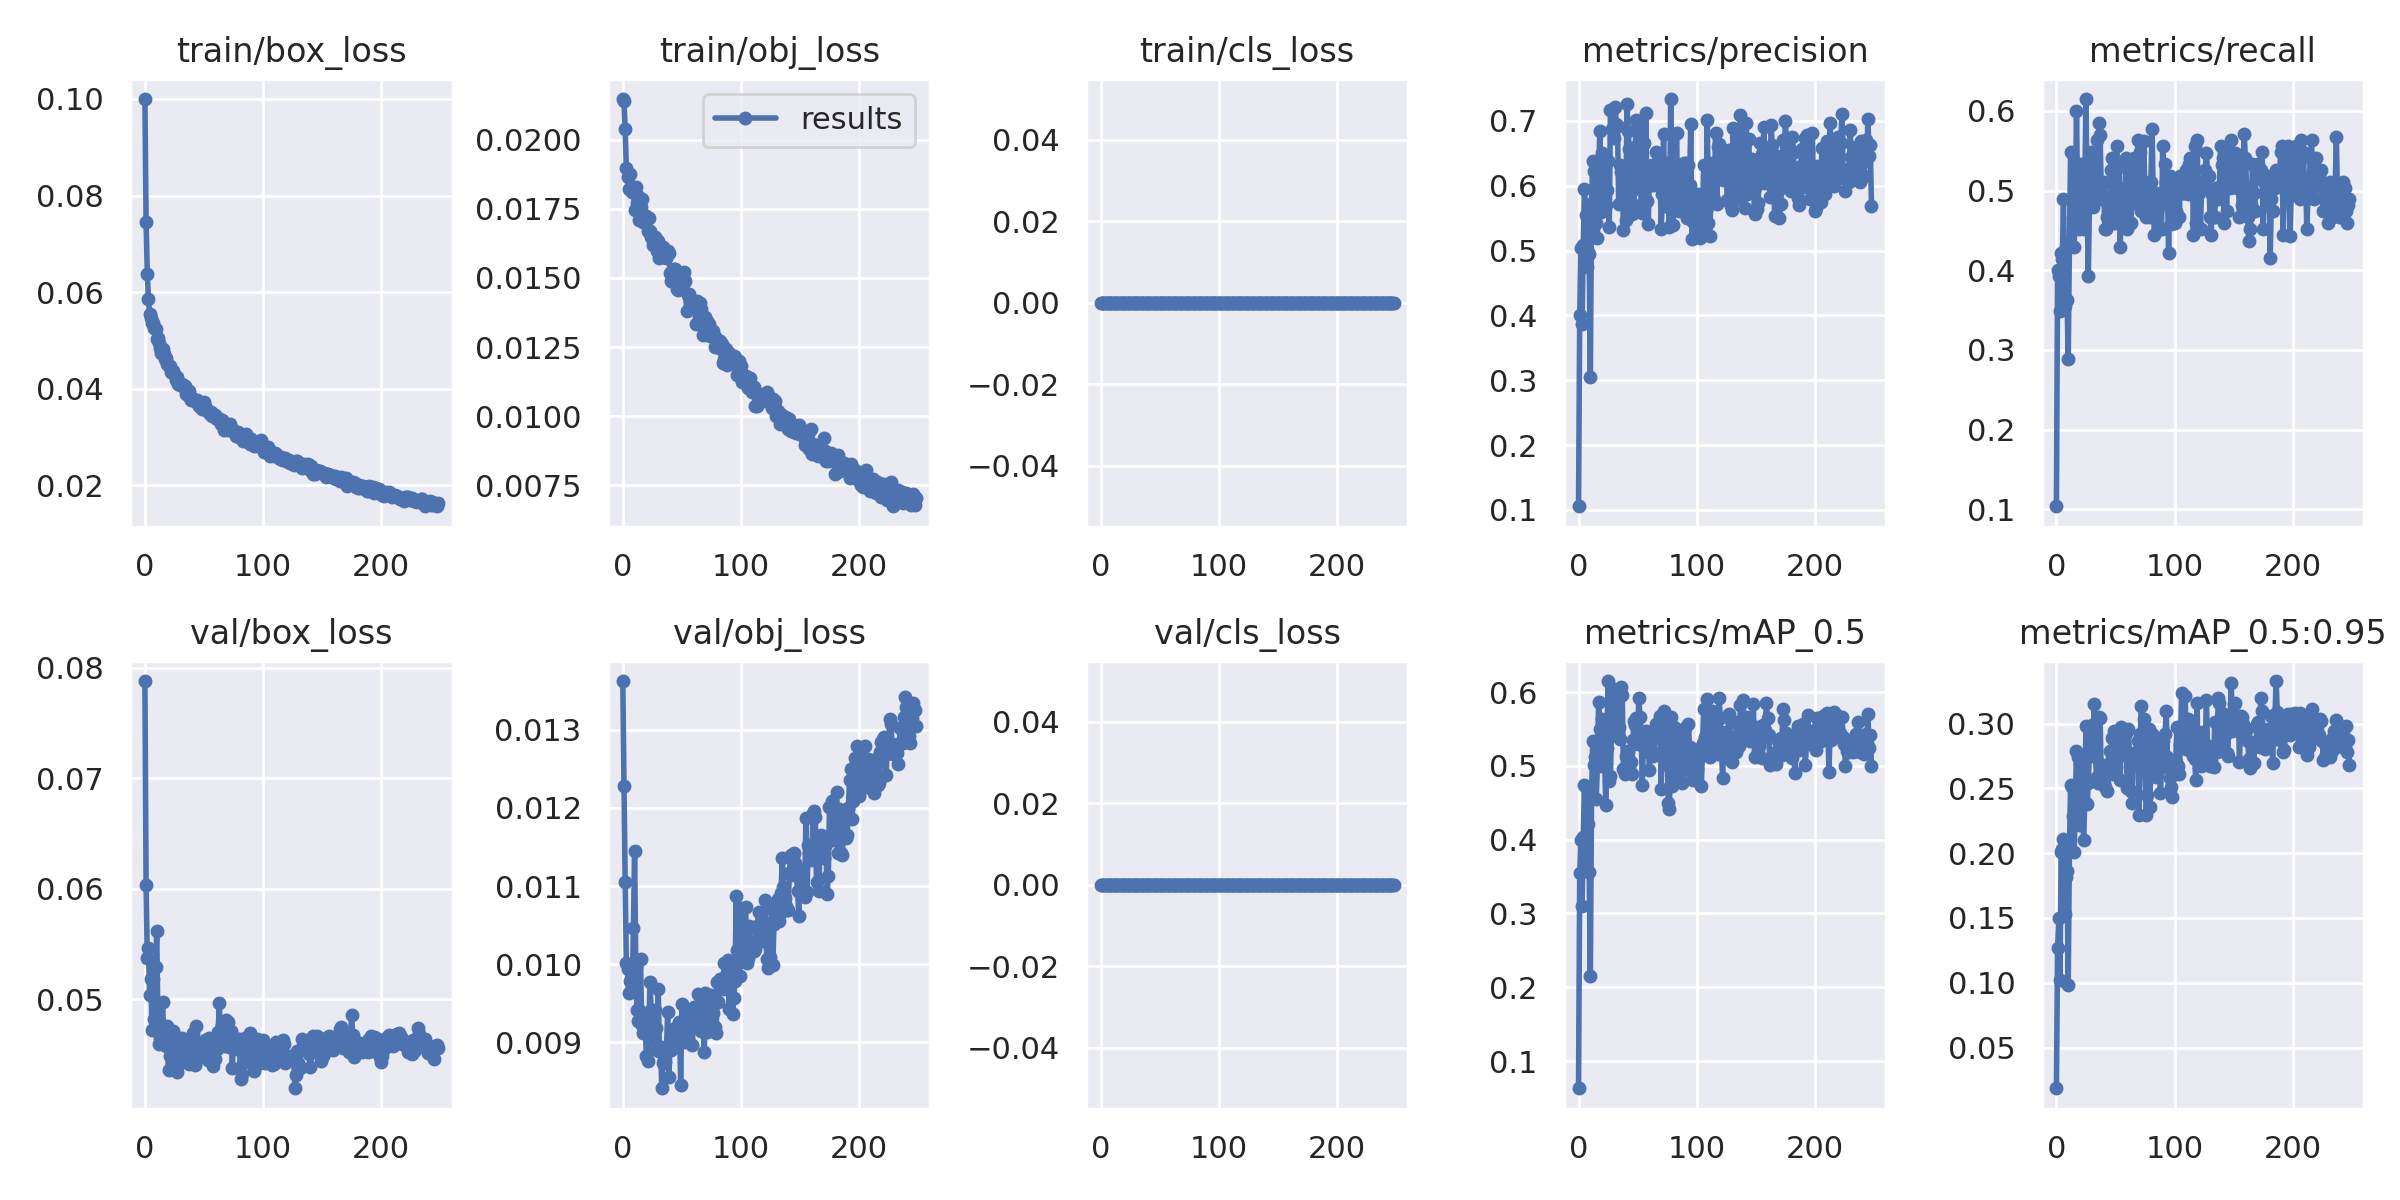 train/box_loss
0.10
0.08
0.06
0.04
0.02
0 100 200
train/obj_loss
results
0.0200
0.0175
0.0150
0.0125
0.0100
0.0075
0 100 200
train/cls_loss
0.04
0.02
0.00
−0.02
−0.04
0 100 200
metrics/precision
0.7
0.6
0.5
0.4
0.3
0.2
0.1
0 100 200
metrics/recall
0.6
0.5
0.4
0.3
0.2
0.1
0 100 200
val/box_loss
0.08
0.07
0.06
0.05
0 100 200
val/obj_loss
0.013
0.012
0.011
0.010
0.009
0 100 200
val/cls_loss
0.04
0.02
0.00
−0.02
−0.04
0 100 200
metrics/mAP_0.5
0.6
0.5
0.4
0.3
0.2
0.1
0 100 200
metrics/mAP_0.5:0.95
0.30
0.25
0.20
0.15
0.10
0.05
0 100 200